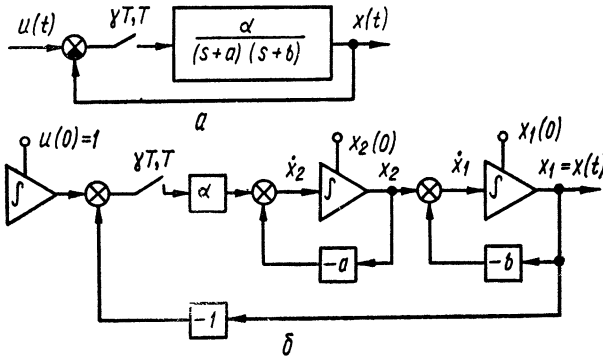 u(t)
γT,T
α
(s+a) (s+b)
x(t)
а
u(0)=1
∫
γT,T
α
ẋ₂
x₂(0)
∫
x₂
ẋ₁
x₁(0)
∫
x₁=x(t)
-a
-b
-1
б